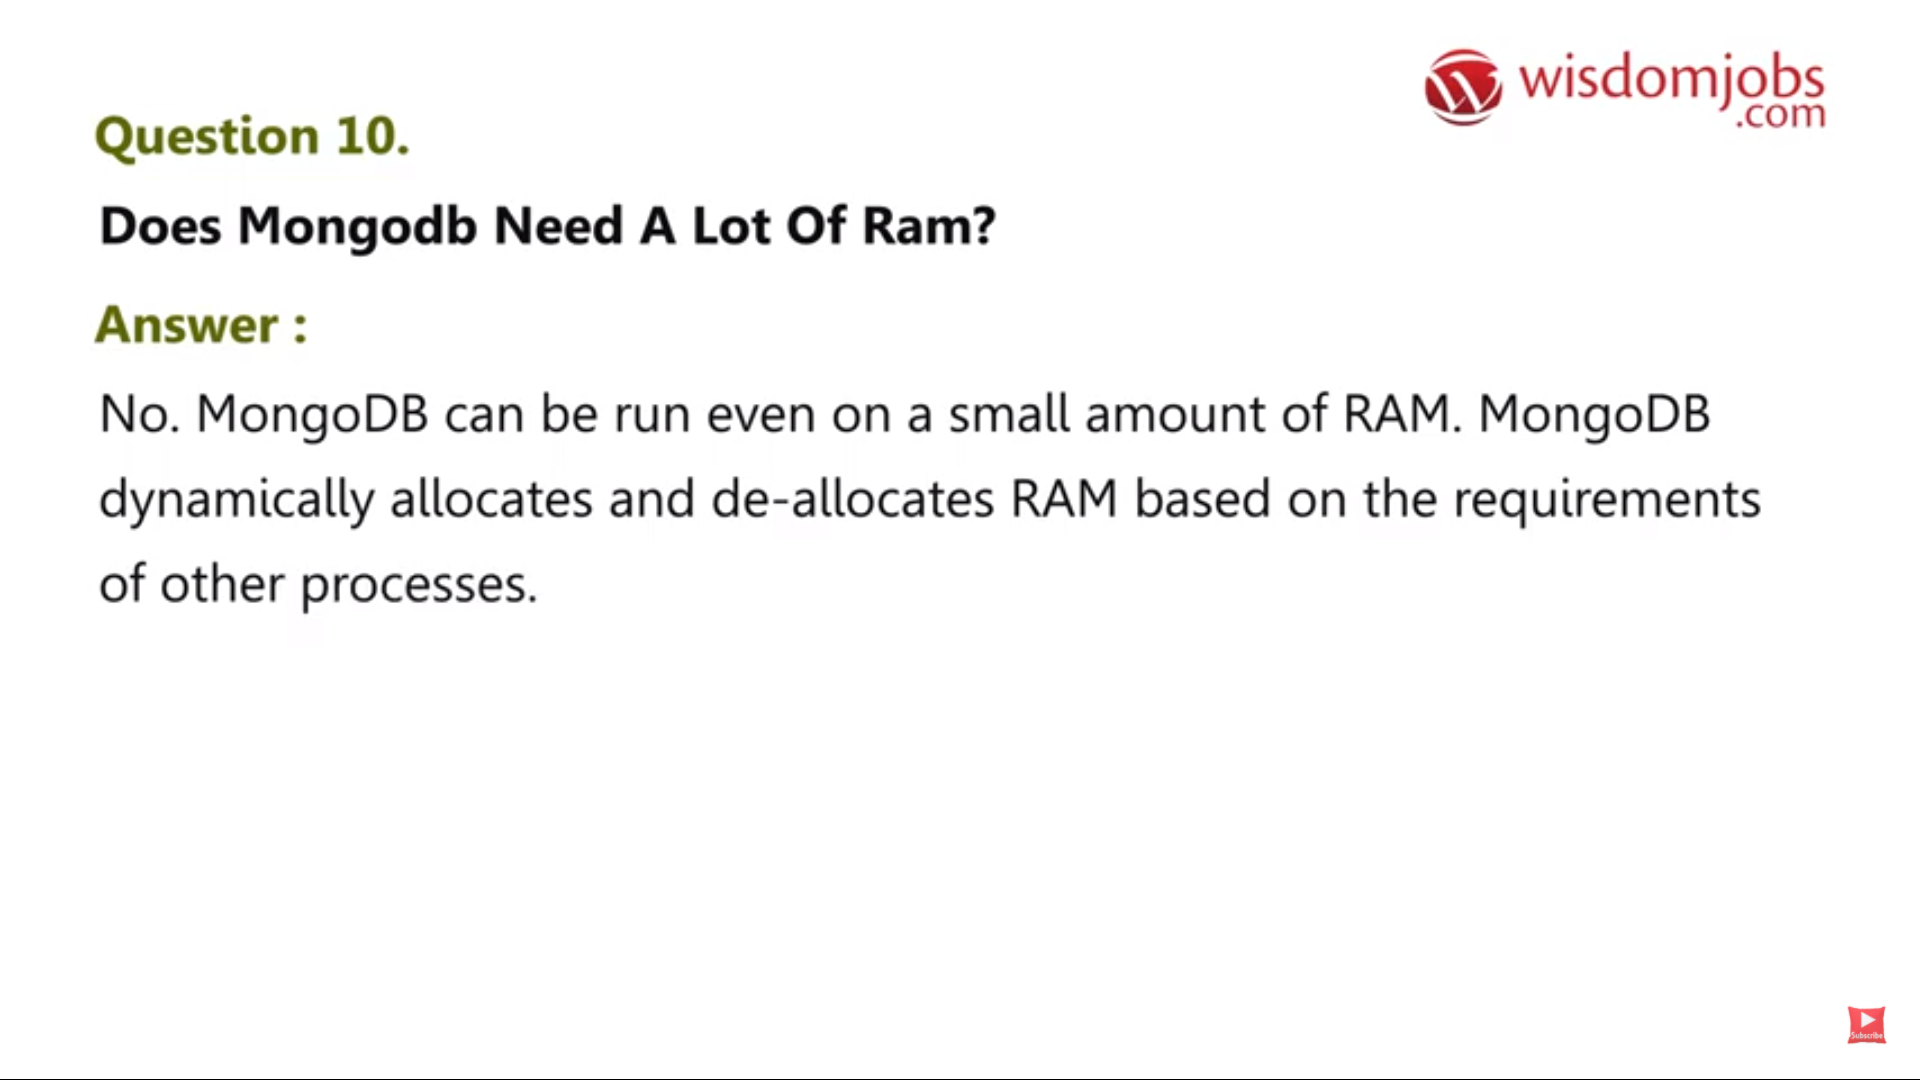 wisdomjobs
.com
Question 10.
Does Mongodb Need A Lot Of Ram?
Answer :
No. MongoDB can be run even on a small amount of RAM. MongoDB
dynamically allocates and de-allocates RAM based on the requirements
of other processes.
Subscribe